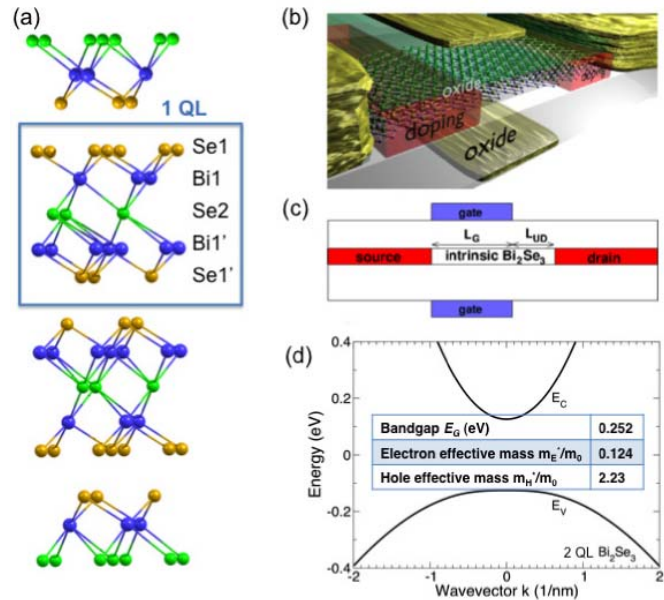 (a)
1 QL
Se1
Bi1
Se2
Bi1'
Se1'
(b)
oxide
doping
oxide
(c)
gate
L_G
L_UD
source
intrinsic Bi₂Se₃
drain
gate
(d)
0.4
0.2
0
-0.2
-0.4
Energy (eV)
E_C
Bandgap E_G (eV) 0.252
Electron effective mass m_E^*/m_0 0.124
Hole effective mass m_H^*/m_0 2.23
E_V
2 QL Bi₂Se₃
-2 -1 0 1 2
Wavevector k (1/nm)